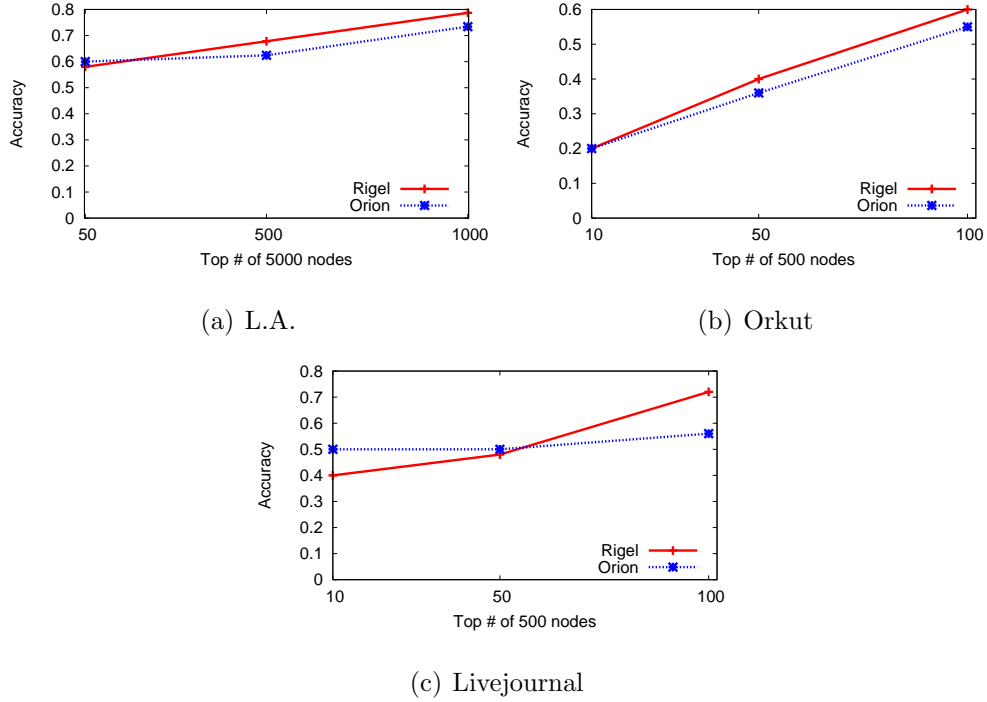 0.8
0.7
0.6
0.5
0.4
0.3
0.2
0.1
0
Accuracy
Rigel
Orion
50 500 1000
Top # of 5000 nodes
(a) L.A.
0.6
0.5
0.4
0.3
0.2
0.1
0
Accuracy
Rigel
Orion
10 50 100
Top # of 500 nodes
(b) Orkut
0.8
0.7
0.6
0.5
0.4
0.3
0.2
0.1
0
Accuracy
Rigel
Orion
10 50 100
Top # of 500 nodes
(c) Livejournal